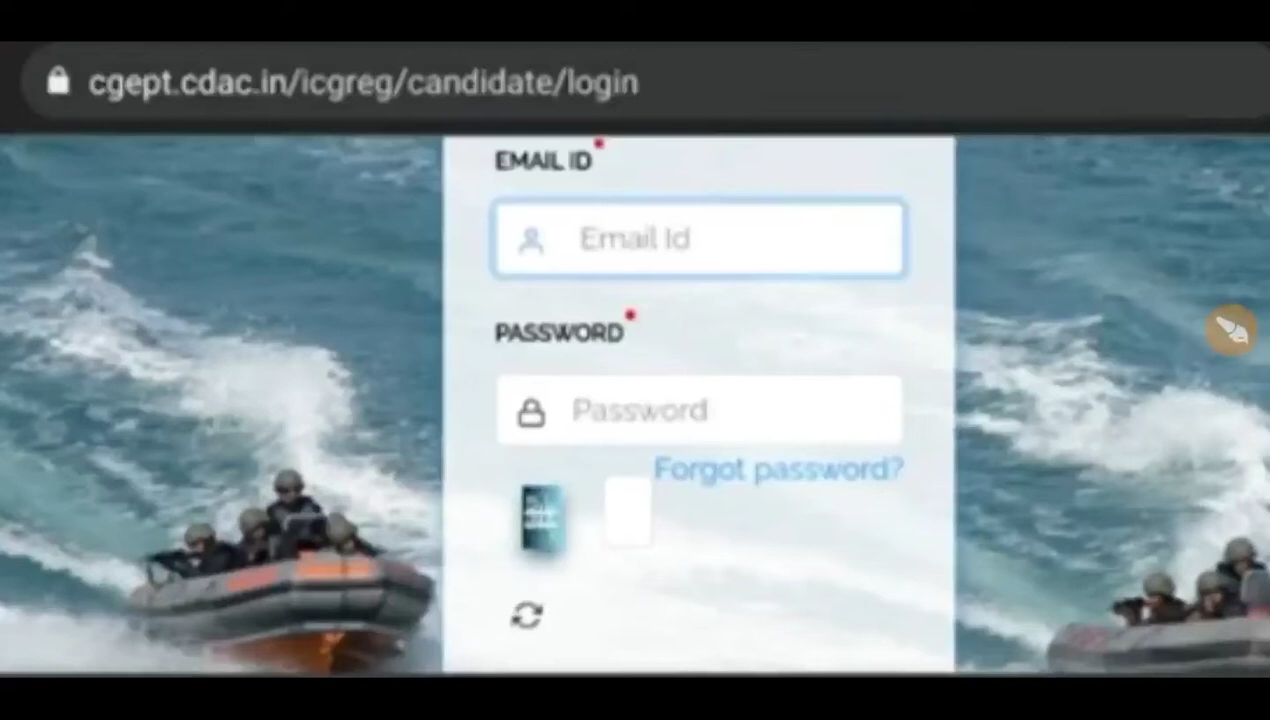 cgept.cdac.in/icgreg/candidate/login
EMAIL ID
Email Id
PASSWORD
Password
Forgot password?